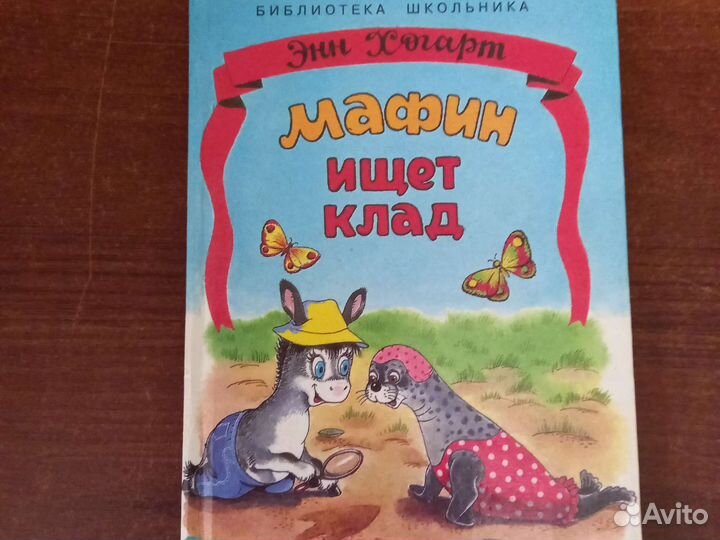 БИБЛИОТЕКА ШКОЛЬНИКА
Энн Хогарт
Мафин
ищет
клад
Avito